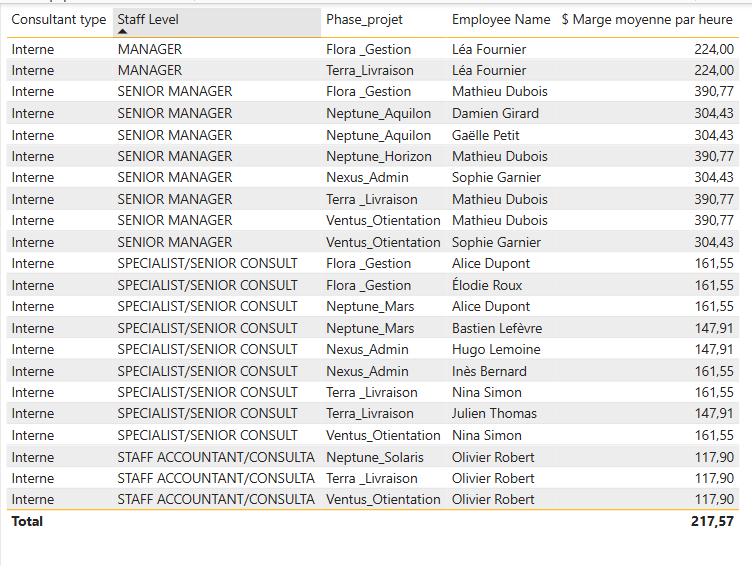 Consultant type Staff Level Phase_projet Employee Name $ Marge moyenne par heure
Interne MANAGER Flora _Gestion Léa Fournier 224,00
Interne MANAGER Terra_Livraison Léa Fournier 224,00
Interne SENIOR MANAGER Flora _Gestion Mathieu Dubois 390,77
Interne SENIOR MANAGER Neptune_Aquilon Damien Girard 304,43
Interne SENIOR MANAGER Neptune_Aquilon Gaëlle Petit 304,43
Interne SENIOR MANAGER Neptune_Horizon Mathieu Dubois 390,77
Interne SENIOR MANAGER Nexus_Admin Sophie Garnier 304,43
Interne SENIOR MANAGER Terra _Livraison Mathieu Dubois 390,77
Interne SENIOR MANAGER Ventus_Otientation Mathieu Dubois 390,77
Interne SENIOR MANAGER Ventus_Otientation Sophie Garnier 304,43
Interne SPECIALIST/SENIOR CONSULT Flora _Gestion Alice Dupont 161,55
Interne SPECIALIST/SENIOR CONSULT Flora _Gestion Élodie Roux 161,55
Interne SPECIALIST/SENIOR CONSULT Neptune_Mars Alice Dupont 161,55
Interne SPECIALIST/SENIOR CONSULT Neptune_Mars Bastien Lefèvre 147,91
Interne SPECIALIST/SENIOR CONSULT Nexus_Admin Hugo Lemoine 147,91
Interne SPECIALIST/SENIOR CONSULT Nexus_Admin Inès Bernard 161,55
Interne SPECIALIST/SENIOR CONSULT Terra _Livraison Nina Simon 161,55
Interne SPECIALIST/SENIOR CONSULT Terra_Livraison Julien Thomas 147,91
Interne SPECIALIST/SENIOR CONSULT Ventus_Otientation Nina Simon 161,55
Interne STAFF ACCOUNTANT/CONSULTA Neptune_Solaris Olivier Robert 117,90
Interne STAFF ACCOUNTANT/CONSULTA Terra _Livraison Olivier Robert 117,90
Interne STAFF ACCOUNTANT/CONSULTA Ventus_Otientation Olivier Robert 117,90
Total 217,57